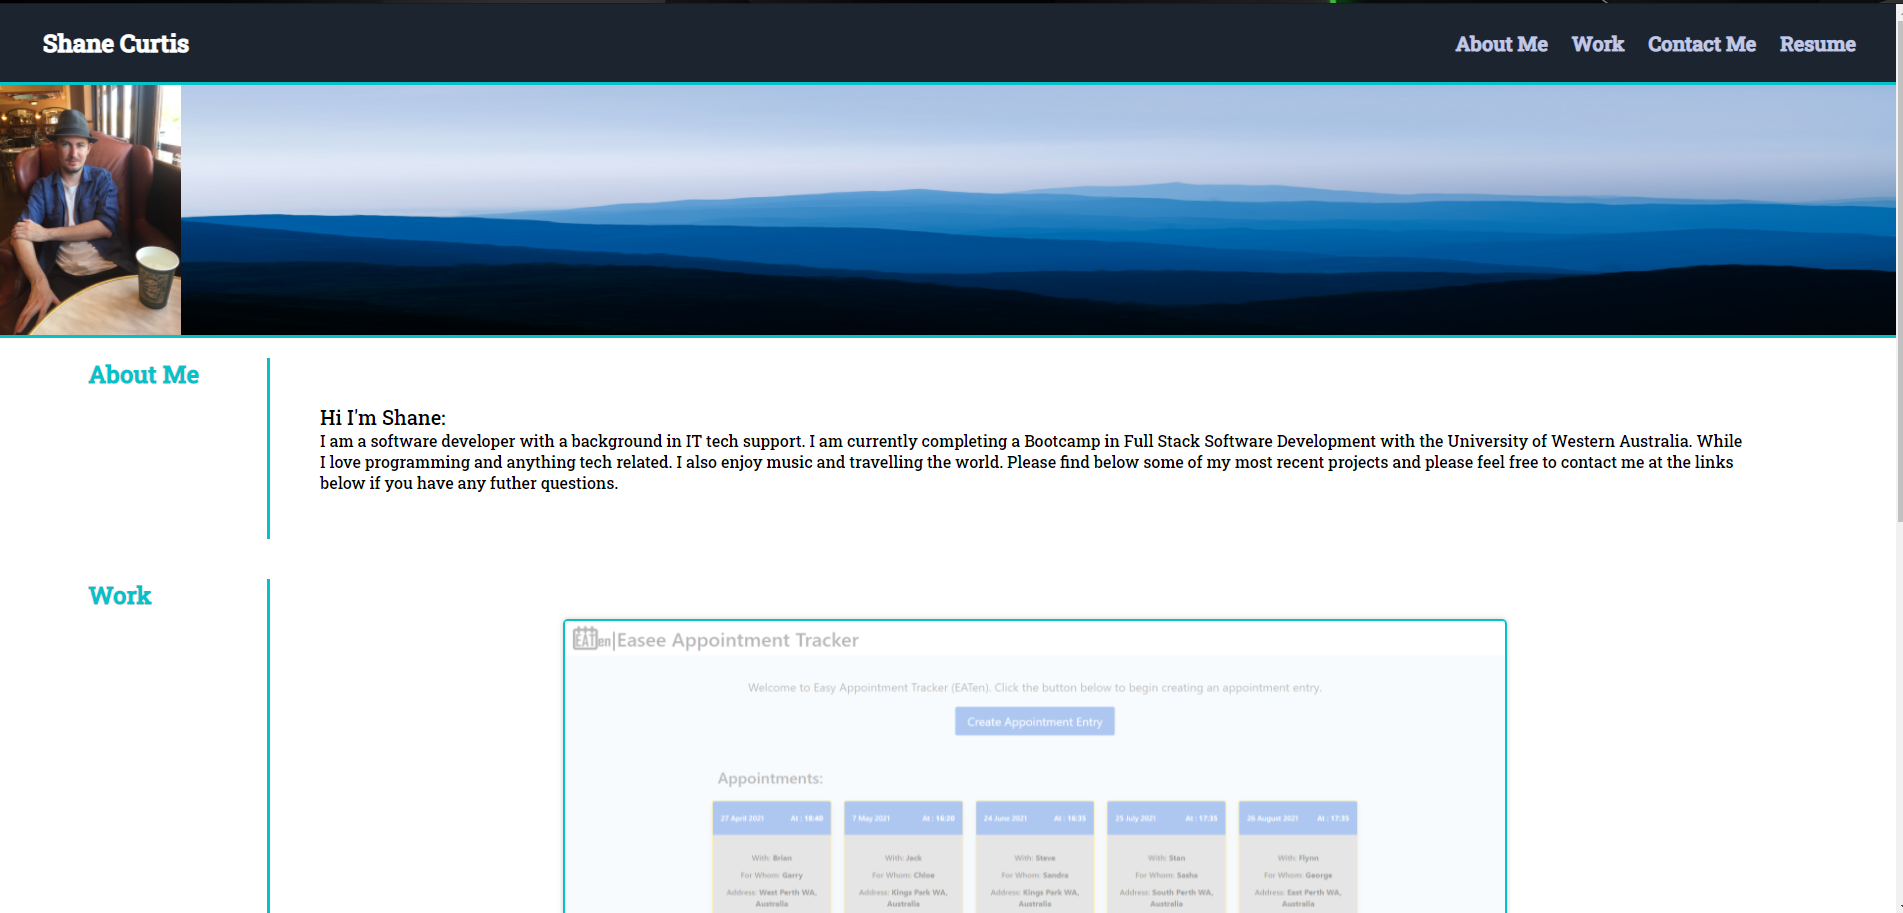 Shane Curtis
About Me Work Contact Me Resume
About Me
Hi I'm Shane:
I am a software developer with a background in IT tech support. I am currently completing a Bootcamp in Full Stack Software Development with the University of Western Australia. While
I love programming and anything tech related. I also enjoy music and travelling the world. Please find below some of my most recent projects and please feel free to contact me at the links
below if you have any futher questions.
Work
EATen|Easee Appointment Tracker
Welcome to Easy Appointment Tracker (EATen). Click the button below to begin creating an appointment entry.
Create Appointment Entry
Appointments:
27 April 2021 At : 18:40
With: Brian
For Whom: Garry
Address: West Perth WA,
Australia
7 May 2021 At : 16:20
With: Jack
For Whom: Chloe
Address: Kings Park WA,
Australia
24 June 2021 At : 16:35
With: Steve
For Whom: Sandra
Address: Kings Park WA,
Australia
25 July 2021 At : 17:35
With: Stan
For Whom: Sasha
Address: South Perth WA,
Australia
26 August 2021 At : 17:35
With: Flynn
For Whom: George
Address: East Perth WA,
Australia